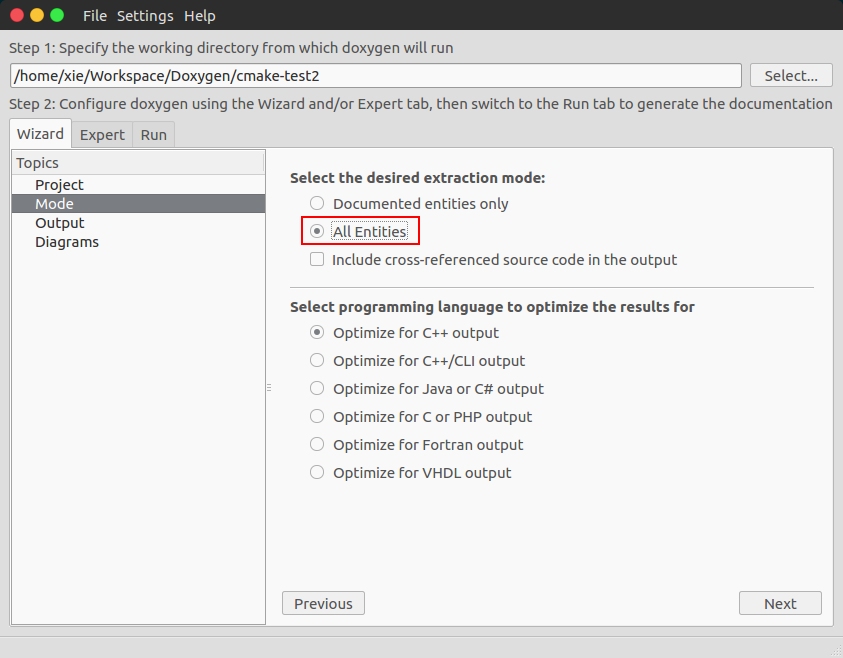 File Settings Help
Step 1: Specify the working directory from which doxygen will run
/home/xie/Workspace/Doxygen/cmake-test2
Select...
Step 2: Configure doxygen using the Wizard and/or Expert tab, then switch to the Run tab to generate the documentation
Wizard Expert Run
Topics
Project
Mode
Output
Diagrams
Select the desired extraction mode:
Documented entities only
All Entities
Include cross-referenced source code in the output
Select programming language to optimize the results for
Optimize for C++ output
Optimize for C++/CLI output
Optimize for Java or C# output
Optimize for C or PHP output
Optimize for Fortran output
Optimize for VHDL output
Previous
Next